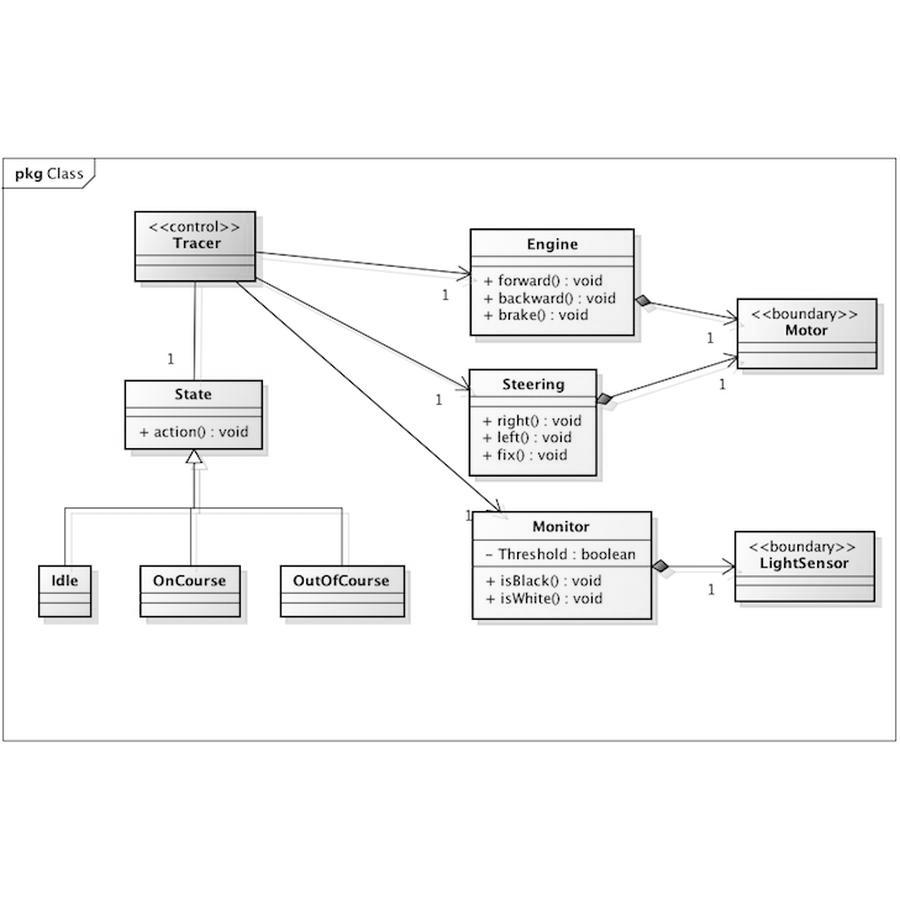 pkg Class
<<control>>
Tracer
1
State
+ action() : void
Idle
OnCourse
OutOfCourse
Engine
+ forward() : void
+ backward() : void
+ brake() : void
1
Steering
+ right() : void
+ left() : void
+ fix() : void
1
Monitor
- Threshold : boolean
+ isBlack() : void
+ isWhite() : void
1
<<boundary>>
Motor
1
1
<<boundary>>
LightSensor
1